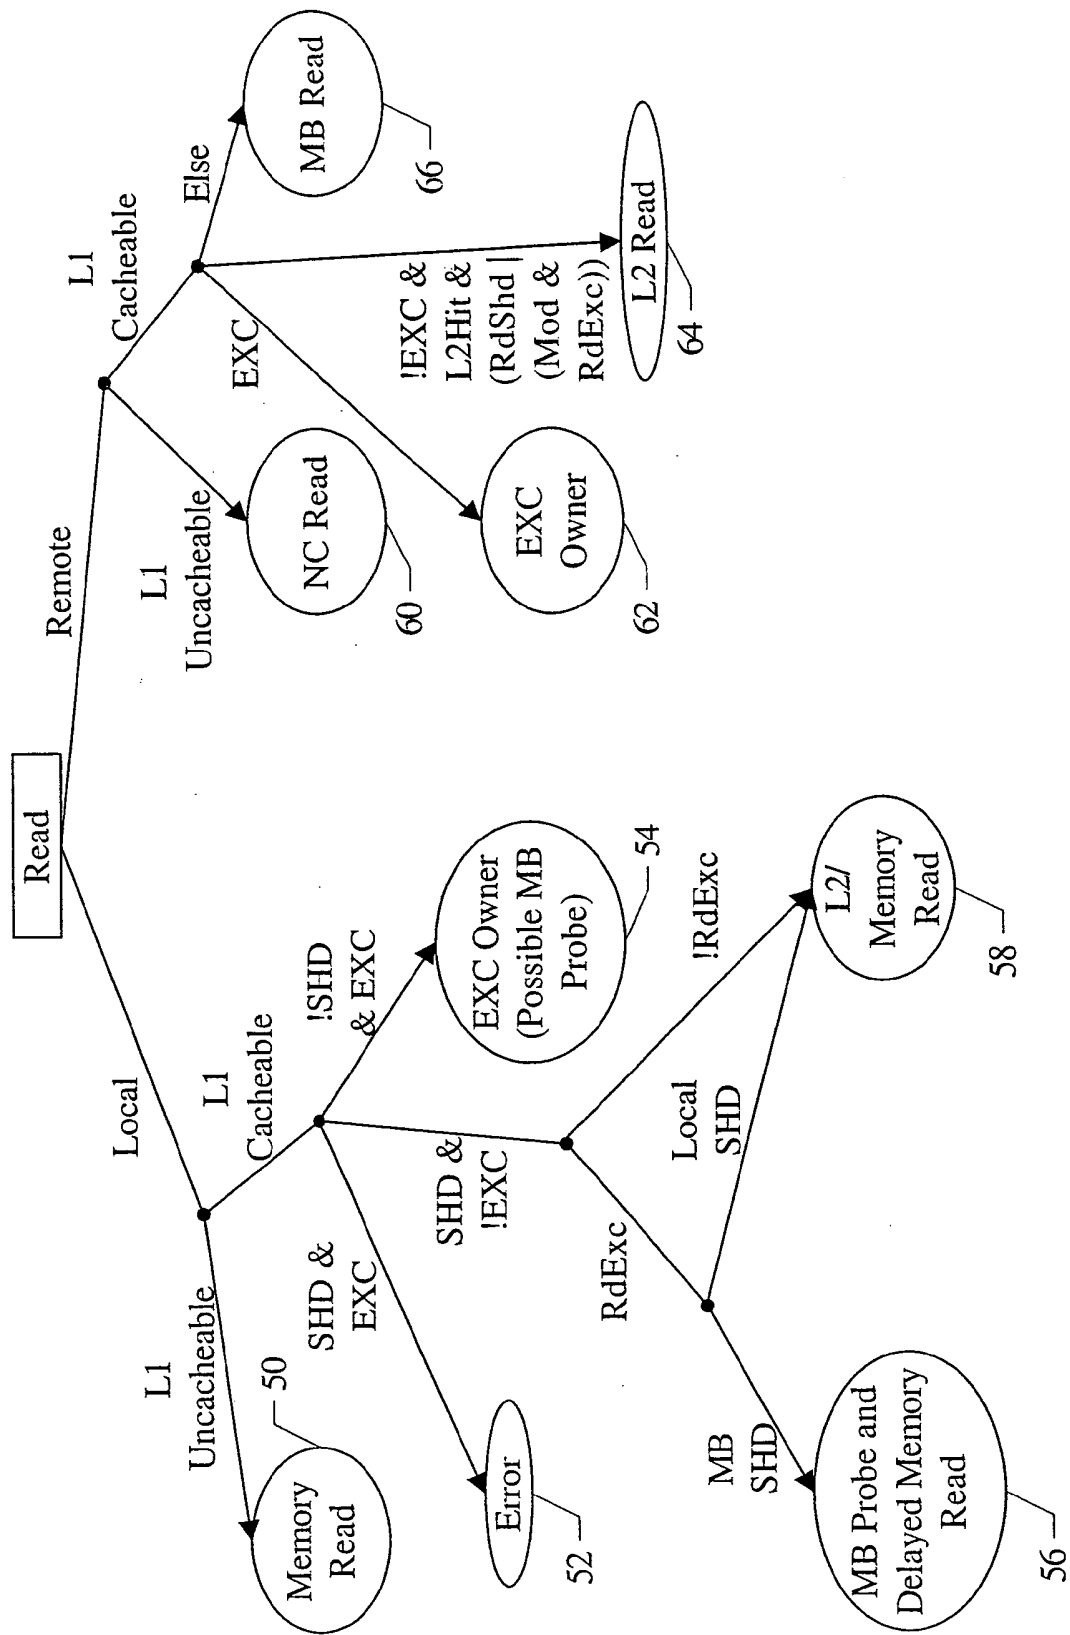 Read
Local
Remote
L1
Uncacheable
L1
Cacheable
L1
Uncacheable
L1
Cacheable
Memory
Read
50
SHD &
EXC
SHD &
!EXC
!SHD
& EXC
Error
52
EXC Owner
(Possible MB
Probe)
54
RdExc
!RdExc
MB
SHD
Local
SHD
MB Probe and
Delayed Memory
Read
56
L2/
Memory
Read
58
NC Read
60
EXC
!EXC &
L2Hit &
(RdShd |
(Mod &
RdExc))
Else
EXC
Owner
62
L2 Read
64
MB Read
66